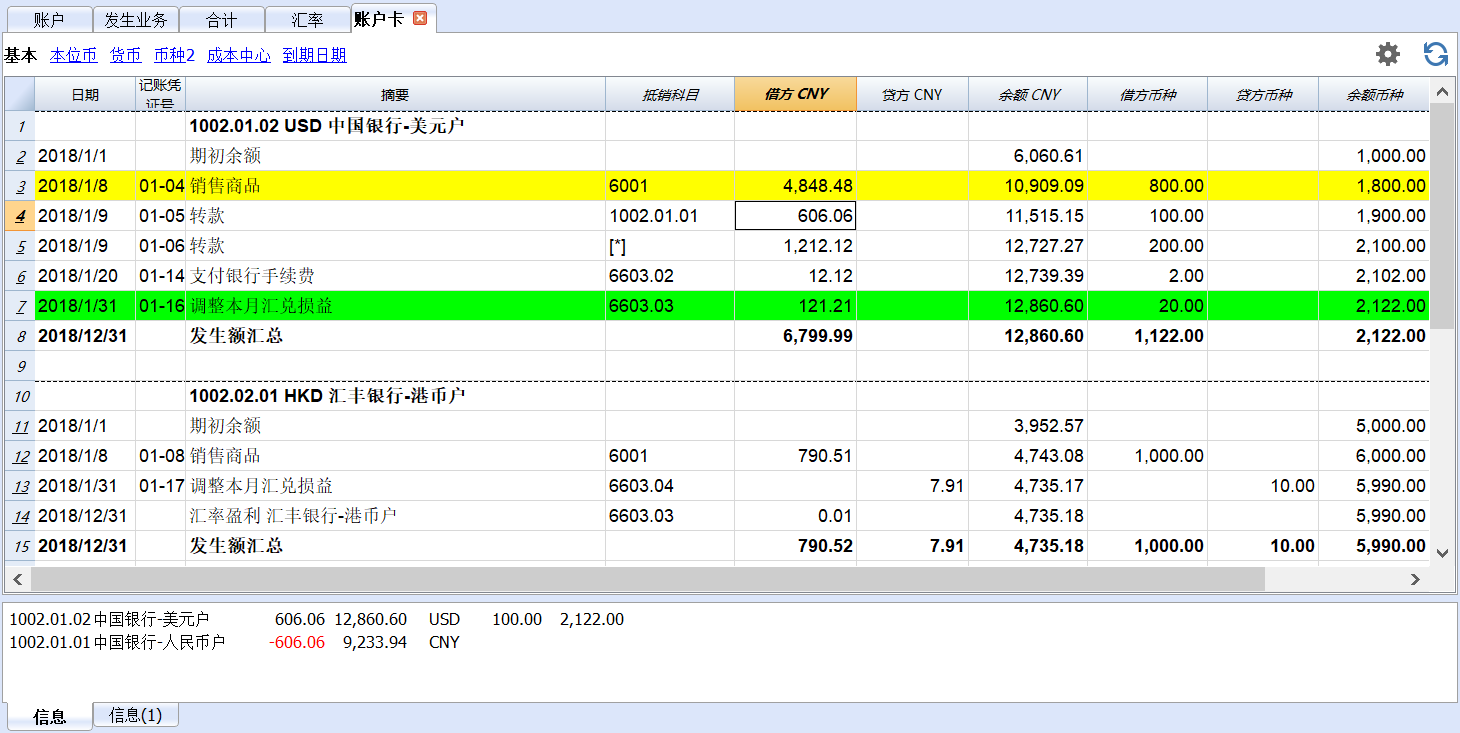 账户 发生业务 合计 汇率 账户卡
基本 本位币 货币 币种2 成本中心 到期日期
日期 记账凭证号 摘要 抵销科目 借方 CNY 贷方 CNY 余额 CNY 借方币种 贷方币种 余额币种
1 1002.01.02 USD 中国银行-美元户
2 2018/1/1 期初余额 6,060.61 1,000.00
3 2018/1/8 01-04 销售商品 6001 4,848.48 10,909.09 800.00 1,800.00
4 2018/1/9 01-05 转款 1002.01.01 606.06 11,515.15 100.00 1,900.00
5 2018/1/9 01-06 转款 [*] 1,212.12 12,727.27 200.00 2,100.00
6 2018/1/20 01-14 支付银行手续费 6603.02 12.12 12,739.39 2.00 2,102.00
7 2018/1/31 01-16 调整本月汇兑损益 6603.03 121.21 12,860.60 20.00 2,122.00
8 2018/12/31 发生额汇总 6,799.99 12,860.60 1,122.00 2,122.00
9
10 1002.02.01 HKD 汇丰银行-港币户
11 2018/1/1 期初余额 3,952.57 5,000.00
12 2018/1/8 01-08 销售商品 6001 790.51 4,743.08 1,000.00 6,000.00
13 2018/1/31 01-17 调整本月汇兑损益 6603.04 7.91 4,735.17 10.00 5,990.00
14 2018/12/31 汇率盈利 汇丰银行-港币户 6603.03 0.01 4,735.18 5,990.00
15 2018/12/31 发生额汇总 790.52 7.91 4,735.18 1,000.00 10.00 5,990.00
1002.01.02 中国银行-美元户 606.06 12,860.60 USD 100.00 2,122.00
1002.01.01 中国银行-人民币户 -606.06 9,233.94 CNY
信息 信息(1)